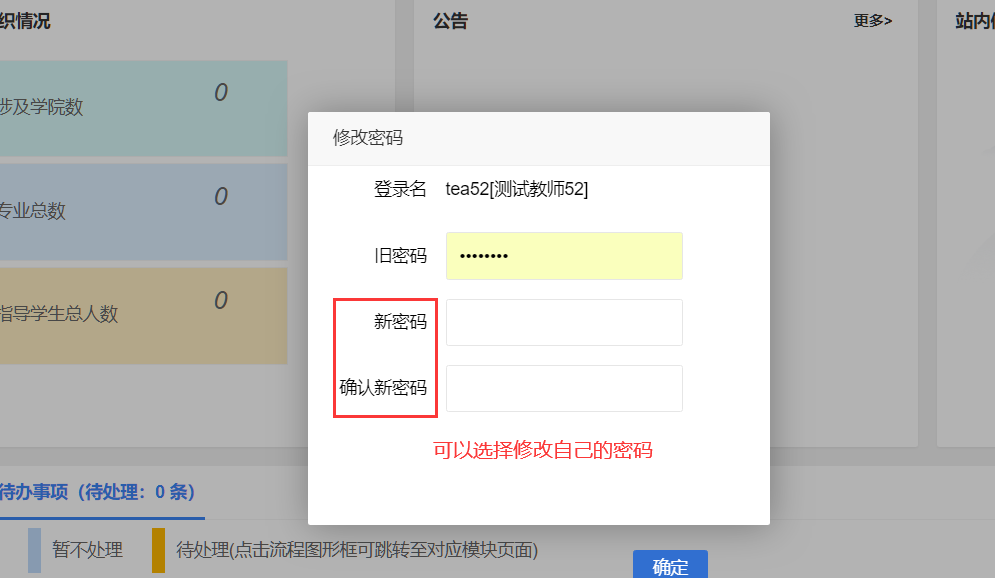 织情况
公告
更多>
站内信
涉及学院数
0
专业总数
0
指导学生总人数
0
修改密码
登录名 tea52[测试教师52]
旧密码 ••••••••
新密码
确认新密码
可以选择修改自己的密码
待办事项（待处理：0 条）
暂不处理
待处理(点击流程图形框可跳转至对应模块页面)
确定